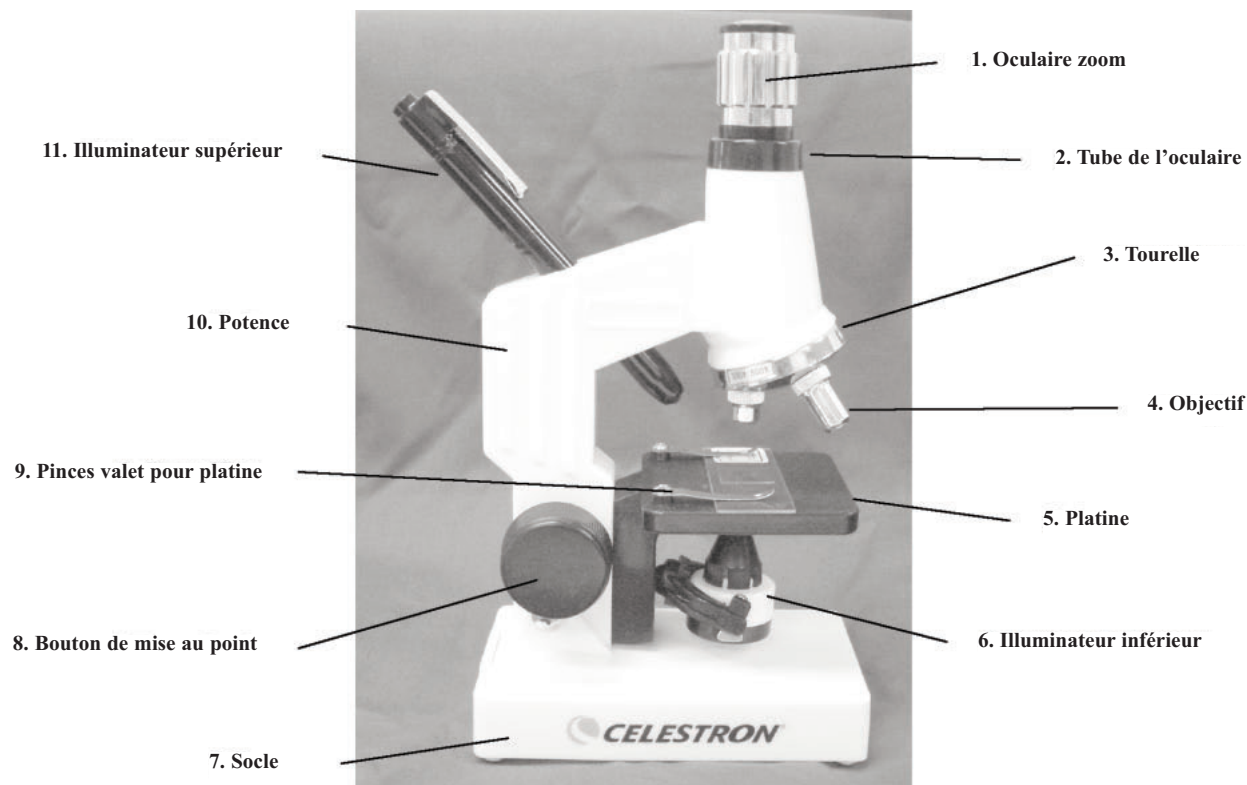 1. Oculaire zoom
2. Tube de l’oculaire
3. Tourelle
4. Objectif
5. Platine
6. Illuminateur inférieur
7. Socle
8. Bouton de mise au point
9. Pinces valet pour platine
10. Potence
11. Illuminateur supérieur
CELESTRON